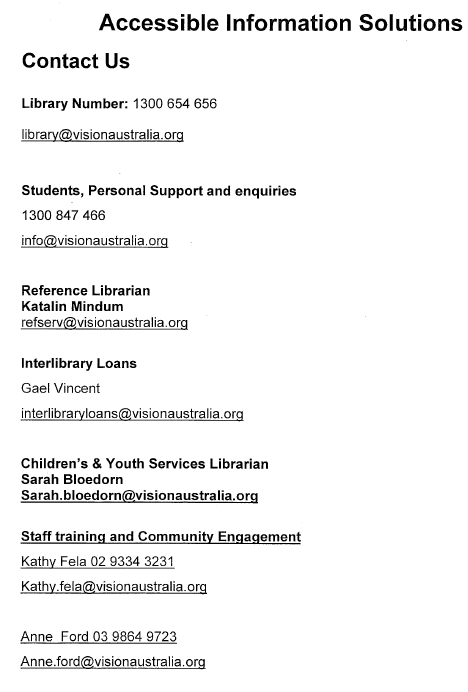 Accessible Information Solutions
Contact Us
Library Number: 1300 654 656
library@visionaustralia.org
Students, Personal Support and enquiries
1300 847 466
info@visionaustralia.org
Reference Librarian
Katalin Mindum
refserv@visionaustralia.org
Interlibrary Loans
Gael Vincent
interlibraryloans@visionaustralia.org
Children's & Youth Services Librarian
Sarah Bloedorn
Sarah.bloedorn@visionaustralia.org
Staff training and Community Engagement
Kathy Fela 02 9334 3231
Kathy.fela@visionaustralia.org
Anne  Ford 03 9864 9723
Anne.ford@visionaustralia.org